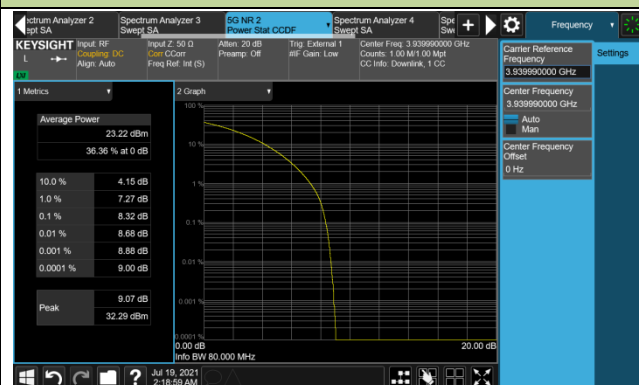 ectrum Analyzer 2
ept SA
Spectrum Analyzer 3
Swept SA
5G NR 2
Power Stat CCDF
Spectrum Analyzer 4
Swept SA
Spe
Swe
Frequency
KEYSIGHT
L
LXI
Input: RF
Coupling: DC
Align: Auto
Input Z: 50 Ω
Corr CCorr
Freq Ref: Int (S)
Atten: 20 dB
Preamp: Off
Trig: External 1
#IF Gain: Low
Center Freq: 3.939990000 GHz
Counts: 1.00 M/1.00 Mpt
CC Info: Downlink, 1 CC
Carrier Reference
Frequency
3.939990000 GHz
Settings
Center Frequency
3.939990000 GHz
Auto
Man
Center Frequency
Offset
0 Hz
1 Metrics
Average Power
23.22 dBm
36.36 % at 0 dB
10.0 % 4.15 dB
1.0 % 7.27 dB
0.1 % 8.32 dB
0.01 % 8.68 dB
0.001 % 8.88 dB
0.0001 % 9.00 dB
Peak
9.07 dB
32.29 dBm
2 Graph
100 %
10 %
1 %
0.1 %
0.01 %
0.001 %
0.0001 %
0.00 dB
20.00 dB
Info BW 80.000 MHz
Jul 19, 2021
2:18:59 AM